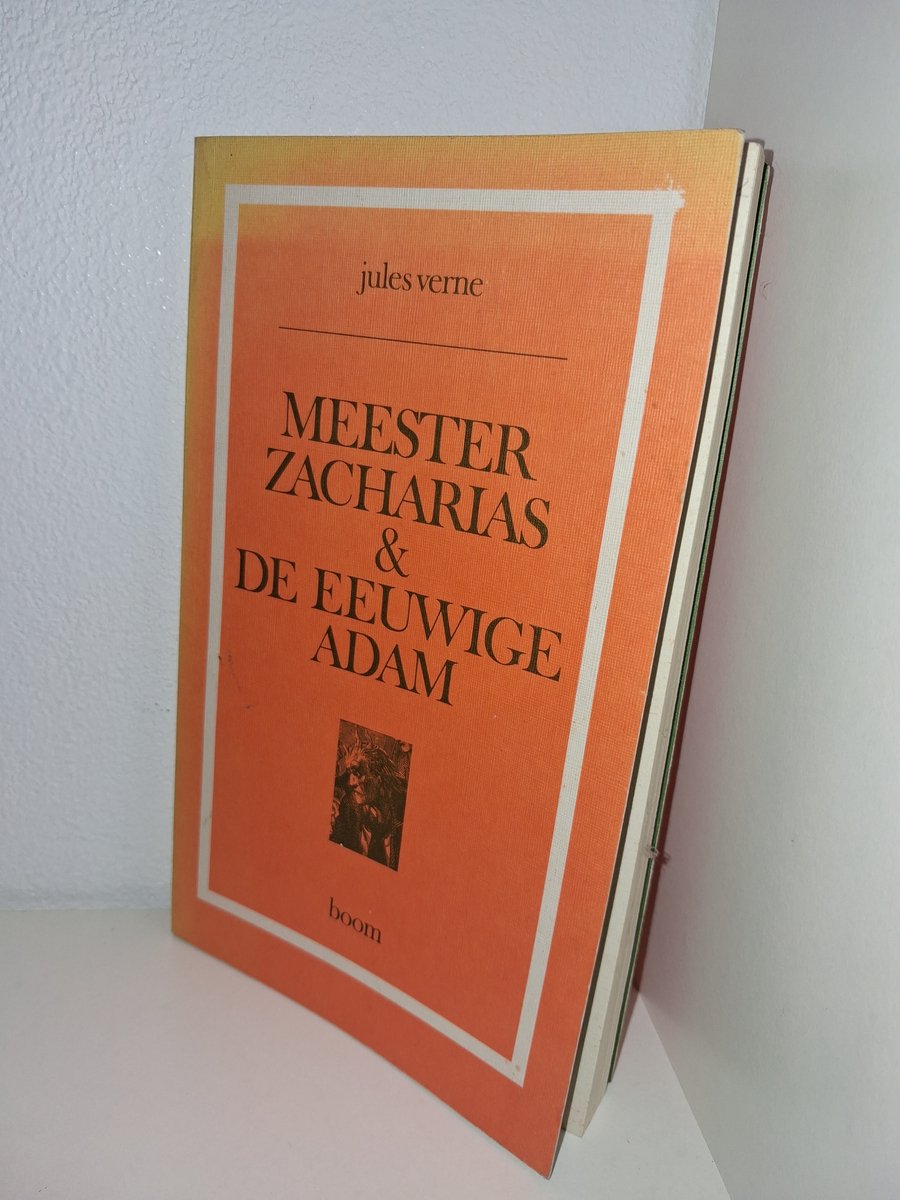 jules verne
MEESTER
ZACHARIAS
&
DE EEUWIGE
ADAM
boom